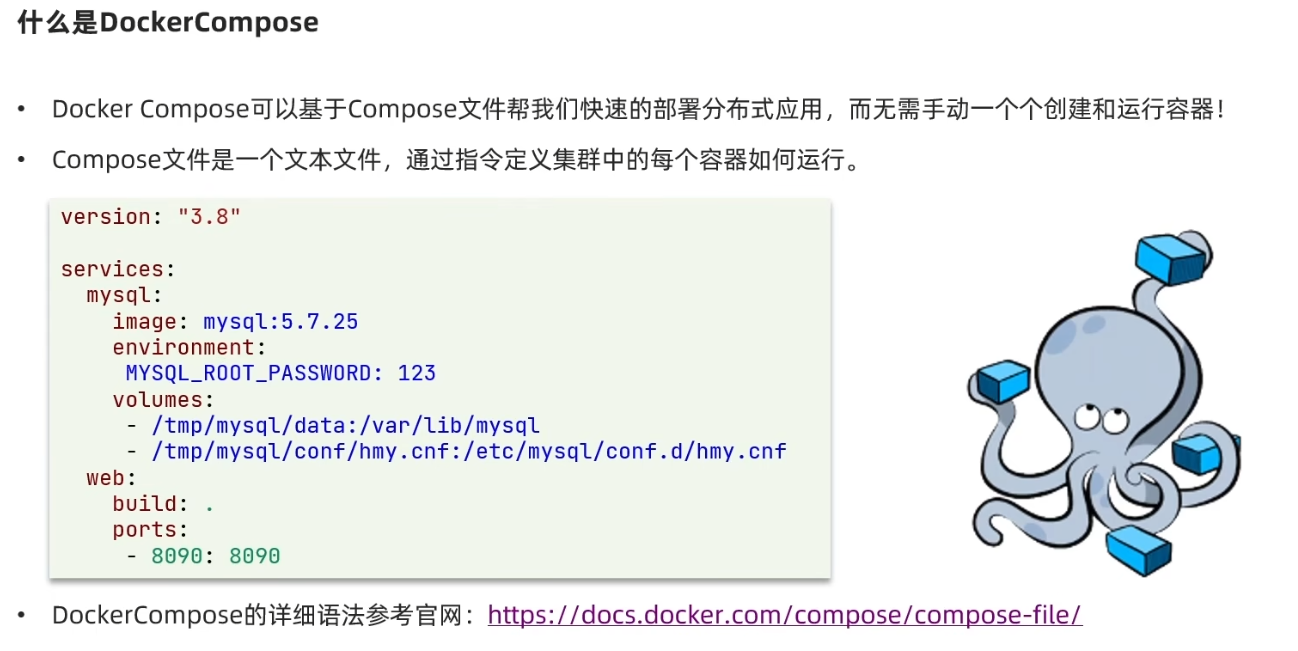 什么是DockerCompose
• Docker Compose可以基于Compose文件帮我们快速的部署分布式应用，而无需手动一个个创建和运行容器！
• Compose文件是一个文本文件，通过指令定义集群中的每个容器如何运行。
version: "3.8"
services:
  mysql:
    image: mysql:5.7.25
    environment:
     MYSQL_ROOT_PASSWORD: 123
    volumes:
     - /tmp/mysql/data:/var/lib/mysql
     - /tmp/mysql/conf/hmy.cnf:/etc/mysql/conf.d/hmy.cnf
  web:
    build: .
    ports:
     - 8090: 8090
• DockerCompose的详细语法参考官网：https://docs.docker.com/compose/compose-file/